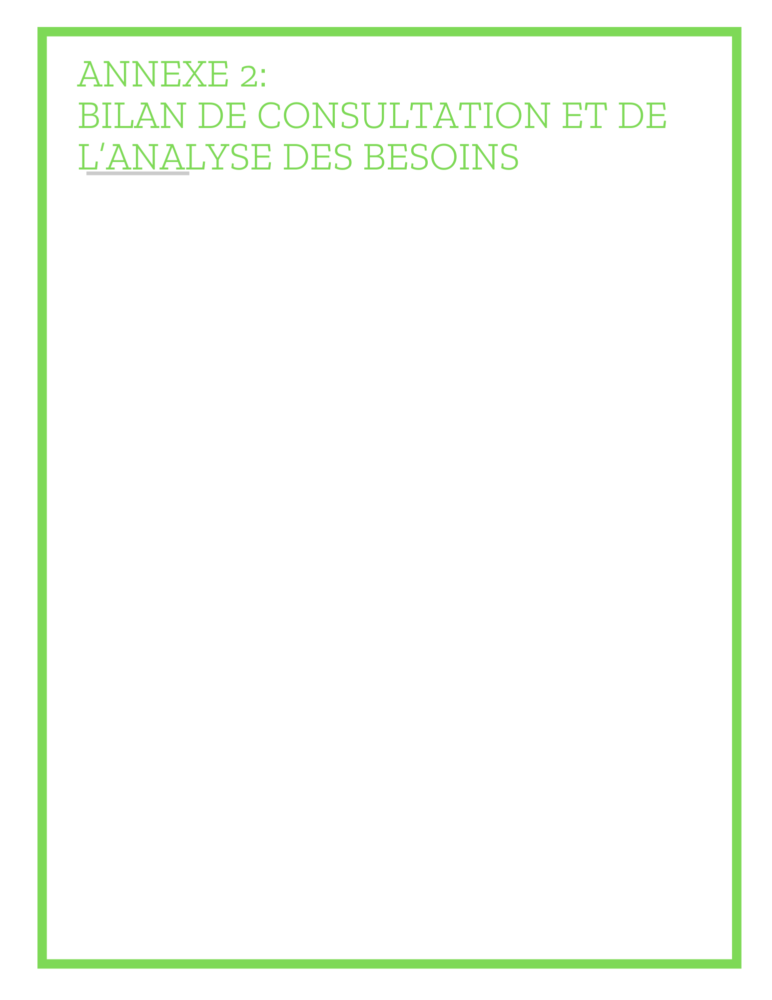 ANNEXE 2:
BILAN DE CONSULTATION ET DE
L'ANALYSE DES BESOINS